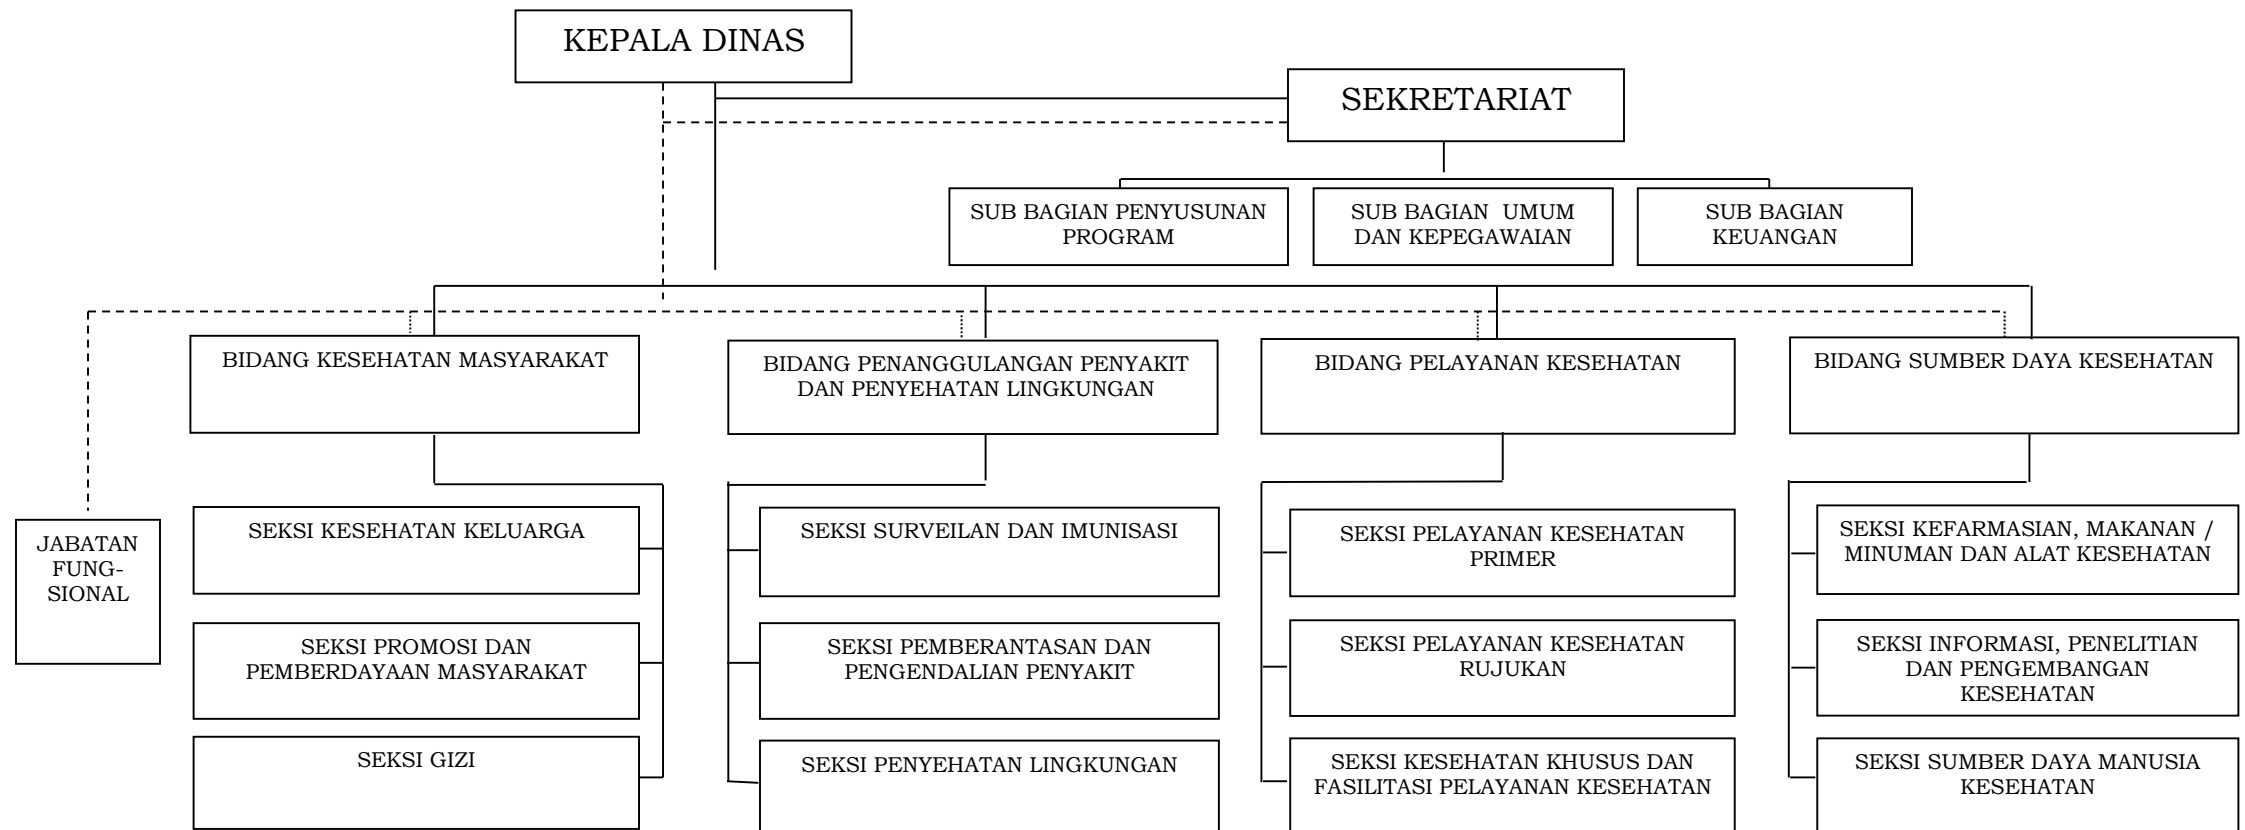 KEPALA DINAS
SEKRETARIAT
SUB BAGIAN PENYUSUNAN
PROGRAM
SUB BAGIAN  UMUM
DAN KEPEGAWAIAN
SUB BAGIAN
KEUANGAN
BIDANG KESEHATAN MASYARAKAT
BIDANG PENANGGULANGAN PENYAKIT
DAN PENYEHATAN LINGKUNGAN
BIDANG PELAYANAN KESEHATAN
BIDANG SUMBER DAYA KESEHATAN
JABATAN
FUNG-
SIONAL
SEKSI KESEHATAN KELUARGA
SEKSI SURVEILAN DAN IMUNISASI
SEKSI PELAYANAN KESEHATAN
PRIMER
SEKSI KEFARMASIAN, MAKANAN /
MINUMAN DAN ALAT KESEHATAN
SEKSI PROMOSI DAN
PEMBERDAYAAN MASYARAKAT
SEKSI PEMBERANTASAN DAN
PENGENDALIAN PENYAKIT
SEKSI PELAYANAN KESEHATAN
RUJUKAN
SEKSI INFORMASI, PENELITIAN
DAN PENGEMBANGAN
KESEHATAN
SEKSI GIZI
SEKSI PENYEHATAN LINGKUNGAN
SEKSI KESEHATAN KHUSUS DAN
FASILITASI PELAYANAN KESEHATAN
SEKSI SUMBER DAYA MANUSIA
KESEHATAN